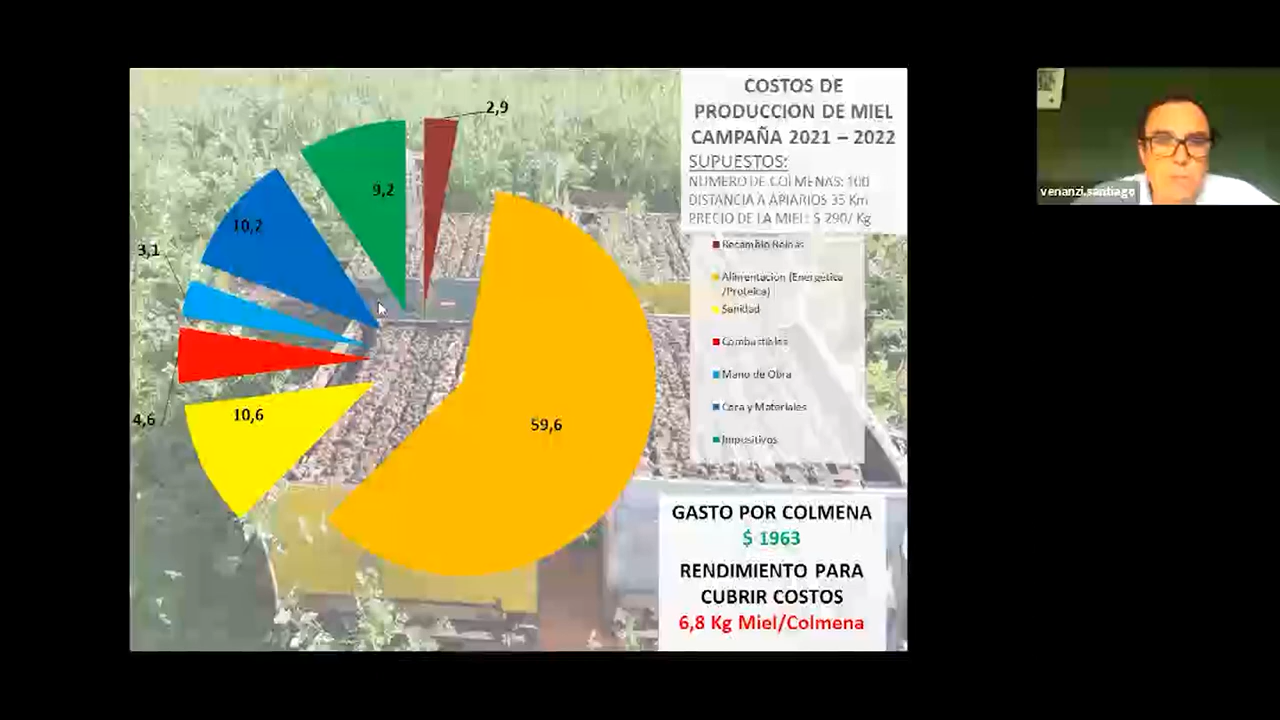 COSTOS DE
PRODUCCION DE MIEL
CAMPAÑA 2021 – 2022
SUPUESTOS:
NUMERO DE COLMENAS: 100
DISTANCIA A APIARIOS 35 Km
PRECIO DE LA MIEL: $ 290/ Kg
Recambio Reinas
Alimentacion (Energetica
/Proteica)
Sanidad
Combustibles
Mano de Obra
Cera y Materiales
Impositivos
2,9
9,2
10,2
3,1
4,6
10,6
59,6
GASTO POR COLMENA
$ 1963
RENDIMIENTO PARA
CUBRIR COSTOS
6,8 Kg Miel/Colmena
venanzi.santiago